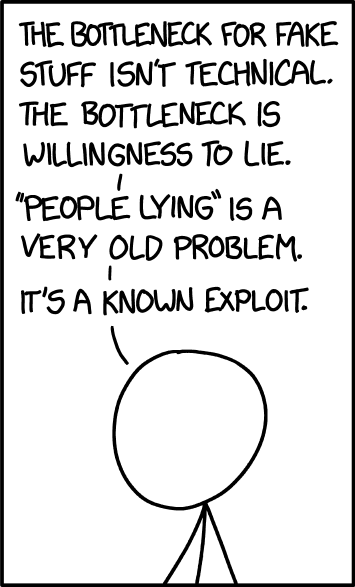 THE BOTTLENECK FOR FAKE
STUFF ISN'T TECHNICAL.
THE BOTTLENECK IS
WILLINGNESS TO LIE.
"PEOPLE LYING" IS A
VERY OLD PROBLEM.
IT'S A KNOWN EXPLOIT.